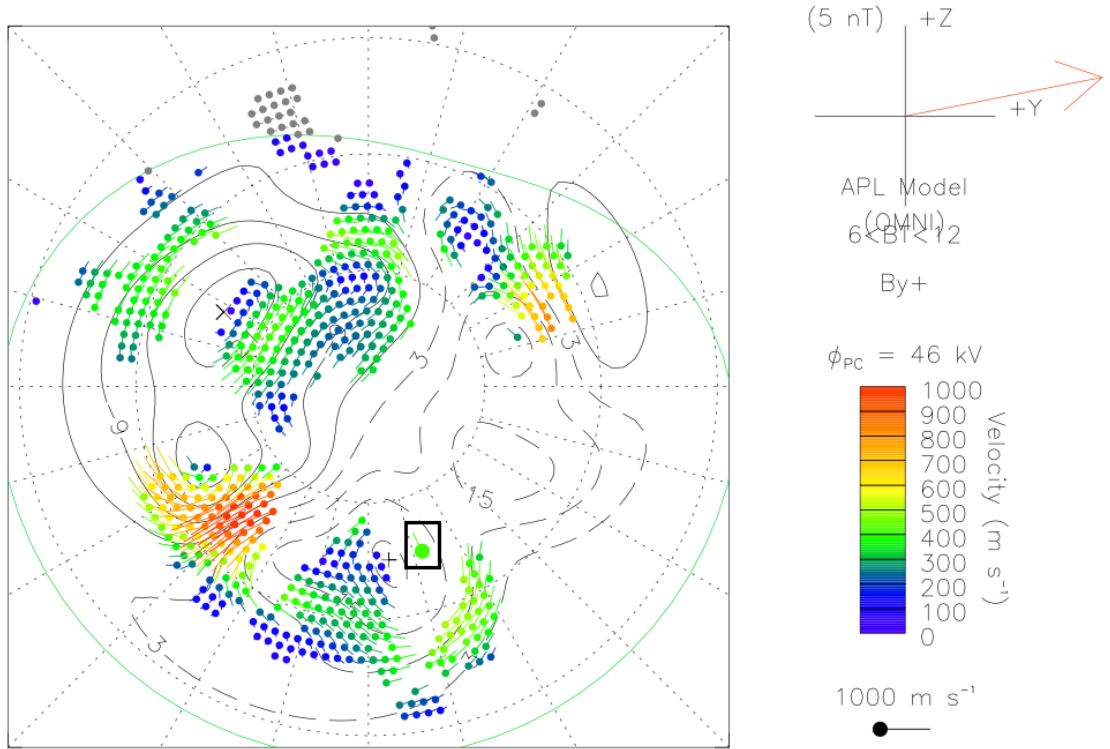 (5 nT)
+Z
+Y
APL Model
(OMNI)
6<BT<12
By+
ϕPC = 46 kV
1000
900
800
700
600
500
400
300
200
100
0
Velocity (m s⁻¹)
1000 m s⁻¹
3
3
9
15
-3